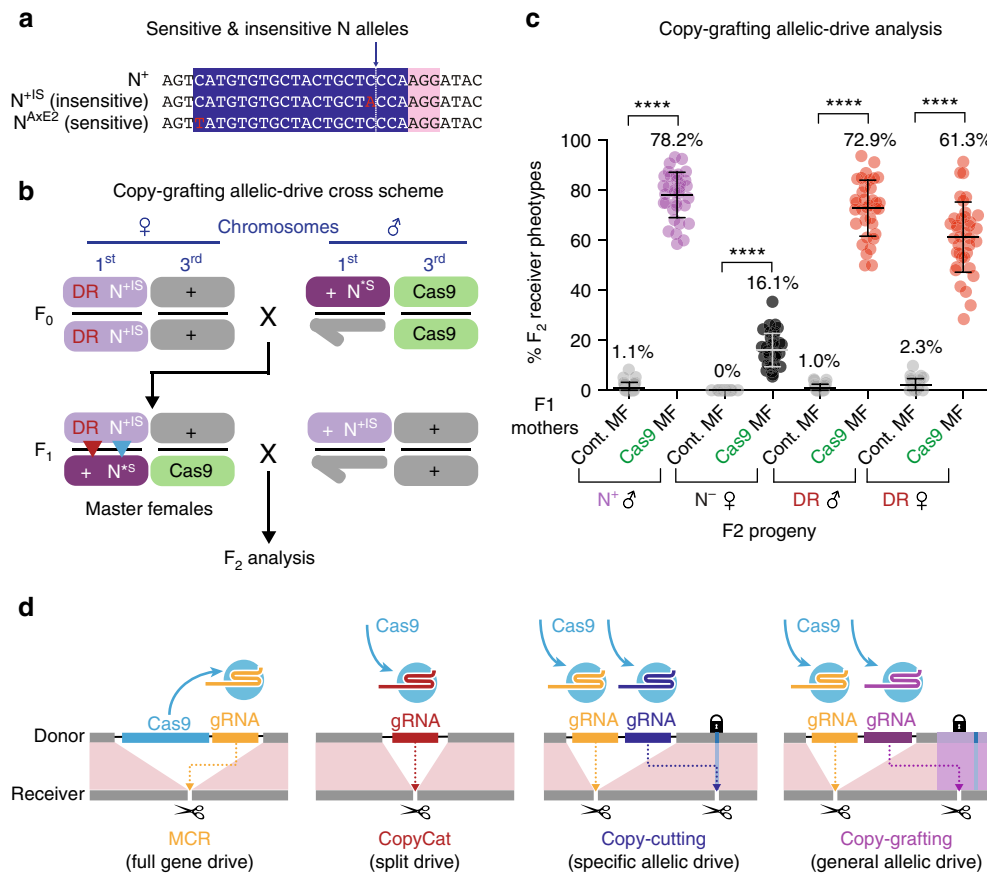 a
Sensitive & insensitive N alleles
N+ AGTCATGTGTGCTACTGCTCCCAAGGATAC
N+IS (insensitive) AGTCATGTGTGCTACTGCTACCAAGGATAC
NAxE2 (sensitive) AGTTATGTGTGCTACTGCTCCCAAGGATAC
b
Copy-grafting allelic-drive cross scheme
♀ Chromosomes ♂
1st 3rd 1st 3rd
DR N+IS + + N*S Cas9
F0 X
DR N+IS + Cas9
DR N+IS + + N+IS +
F1 X
+ N*S Cas9 +
Master females
F2 analysis
c
Copy-grafting allelic-drive analysis
% F2 receiver pheotypes
100
80
60
40
20
0
**** **** **** ****
1.1% 78.2% 0% 16.1% 1.0% 72.9% 2.3% 61.3%
F1 mothers
Cont. MF Cas9 MF Cont. MF Cas9 MF Cont. MF Cas9 MF Cont. MF Cas9 MF
N+ ♂ N− ♀ DR ♂ DR ♀
F2 progeny
d
Cas9 Cas9 Cas9
Cas9 gRNA gRNA gRNA gRNA gRNA gRNA
Donor
Receiver
MCR CopyCat Copy-cutting Copy-grafting
(full gene drive) (split drive) (specific allelic drive) (general allelic drive)